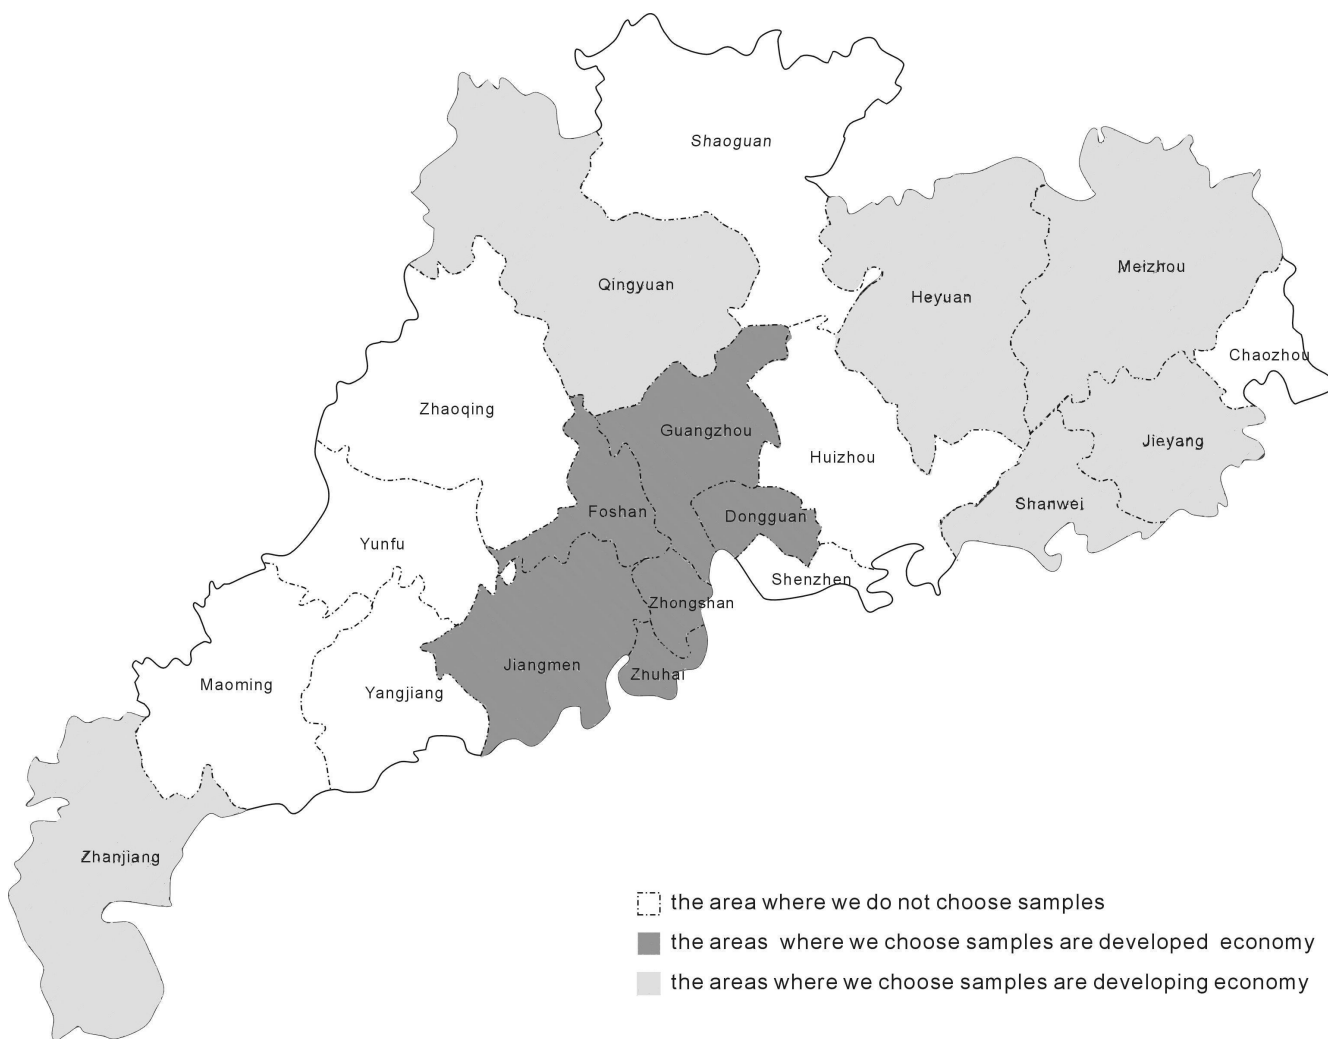 Shaoguan
Meizhou
Qingyuan
Heyuan
Chaozhou
Zhaoqing
Guangzhou
Jieyang
Huizhou
Shanwei
Foshan
Dongguan
Yunfu
Shenzhen
Zhongshan
Jiangmen
Zhuhai
Maoming
Yangjiang
Zhanjiang
the area where we do not choose samples
the areas where we choose samples are developed economy
the areas where we choose samples are developing economy